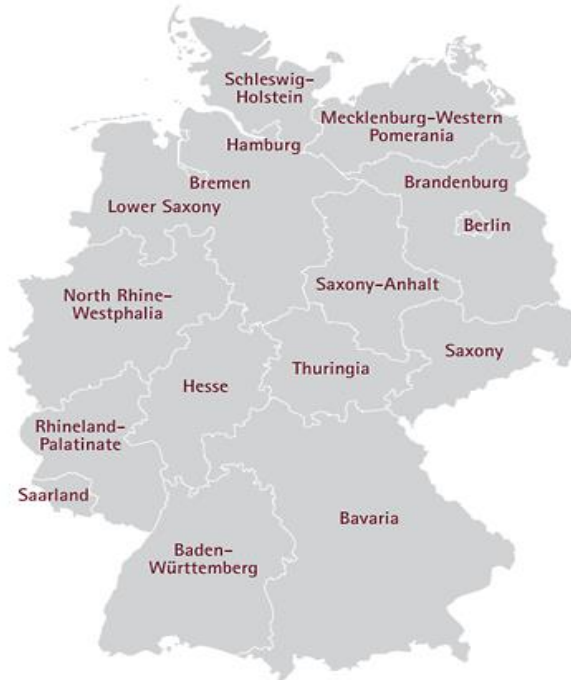 Schleswig-
Holstein
Mecklenburg-Western
Pomerania
Hamburg
Bremen
Brandenburg
Lower Saxony
Berlin
Saxony-Anhalt
North Rhine-
Westphalia
Saxony
Thuringia
Hesse
Rhineland-
Palatinate
Saarland
Bavaria
Baden-
Württemberg